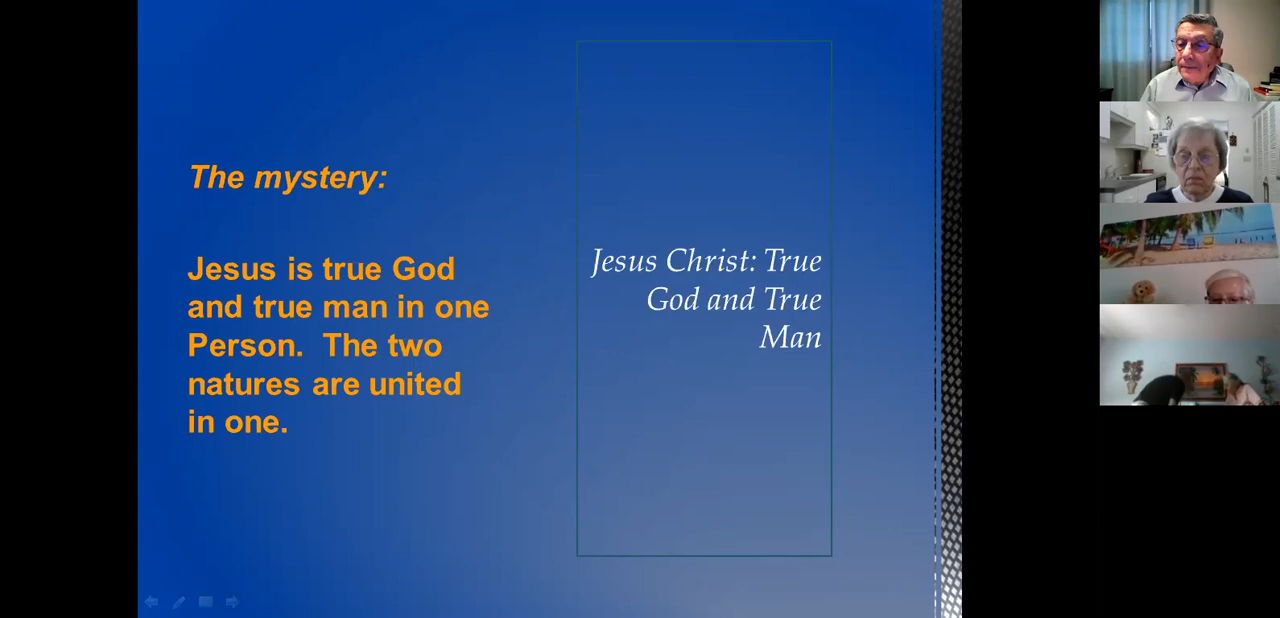 The mystery:
Jesus is true God
and true man in one
Person.  The two
natures are united
in one.
Jesus Christ: True
God and True
Man